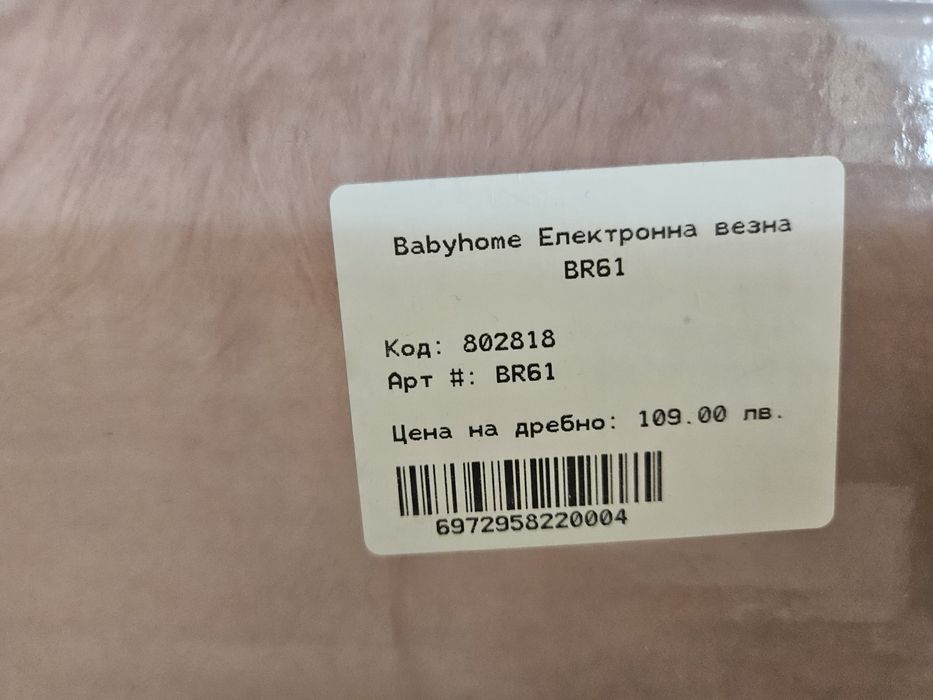 Babyhome Електронна везна
BR61
Код: 802818
Арт #: BR61
Цена на дребно: 109.00 лв.
6972958220004